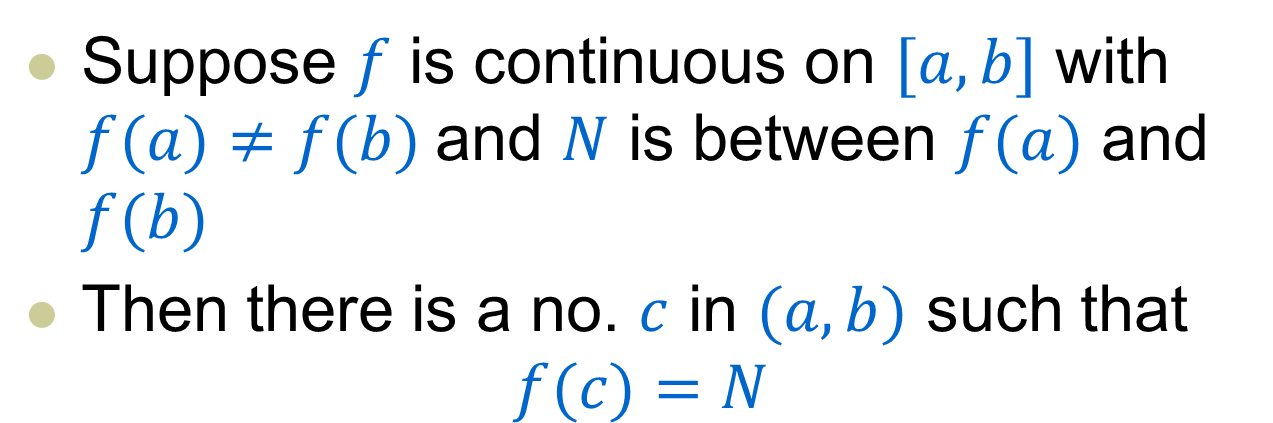 • Suppose f is continuous on [a, b] with
f(a) ≠ f(b) and N is between f(a) and
f(b)
• Then there is a no. c in (a, b) such that
f(c) = N